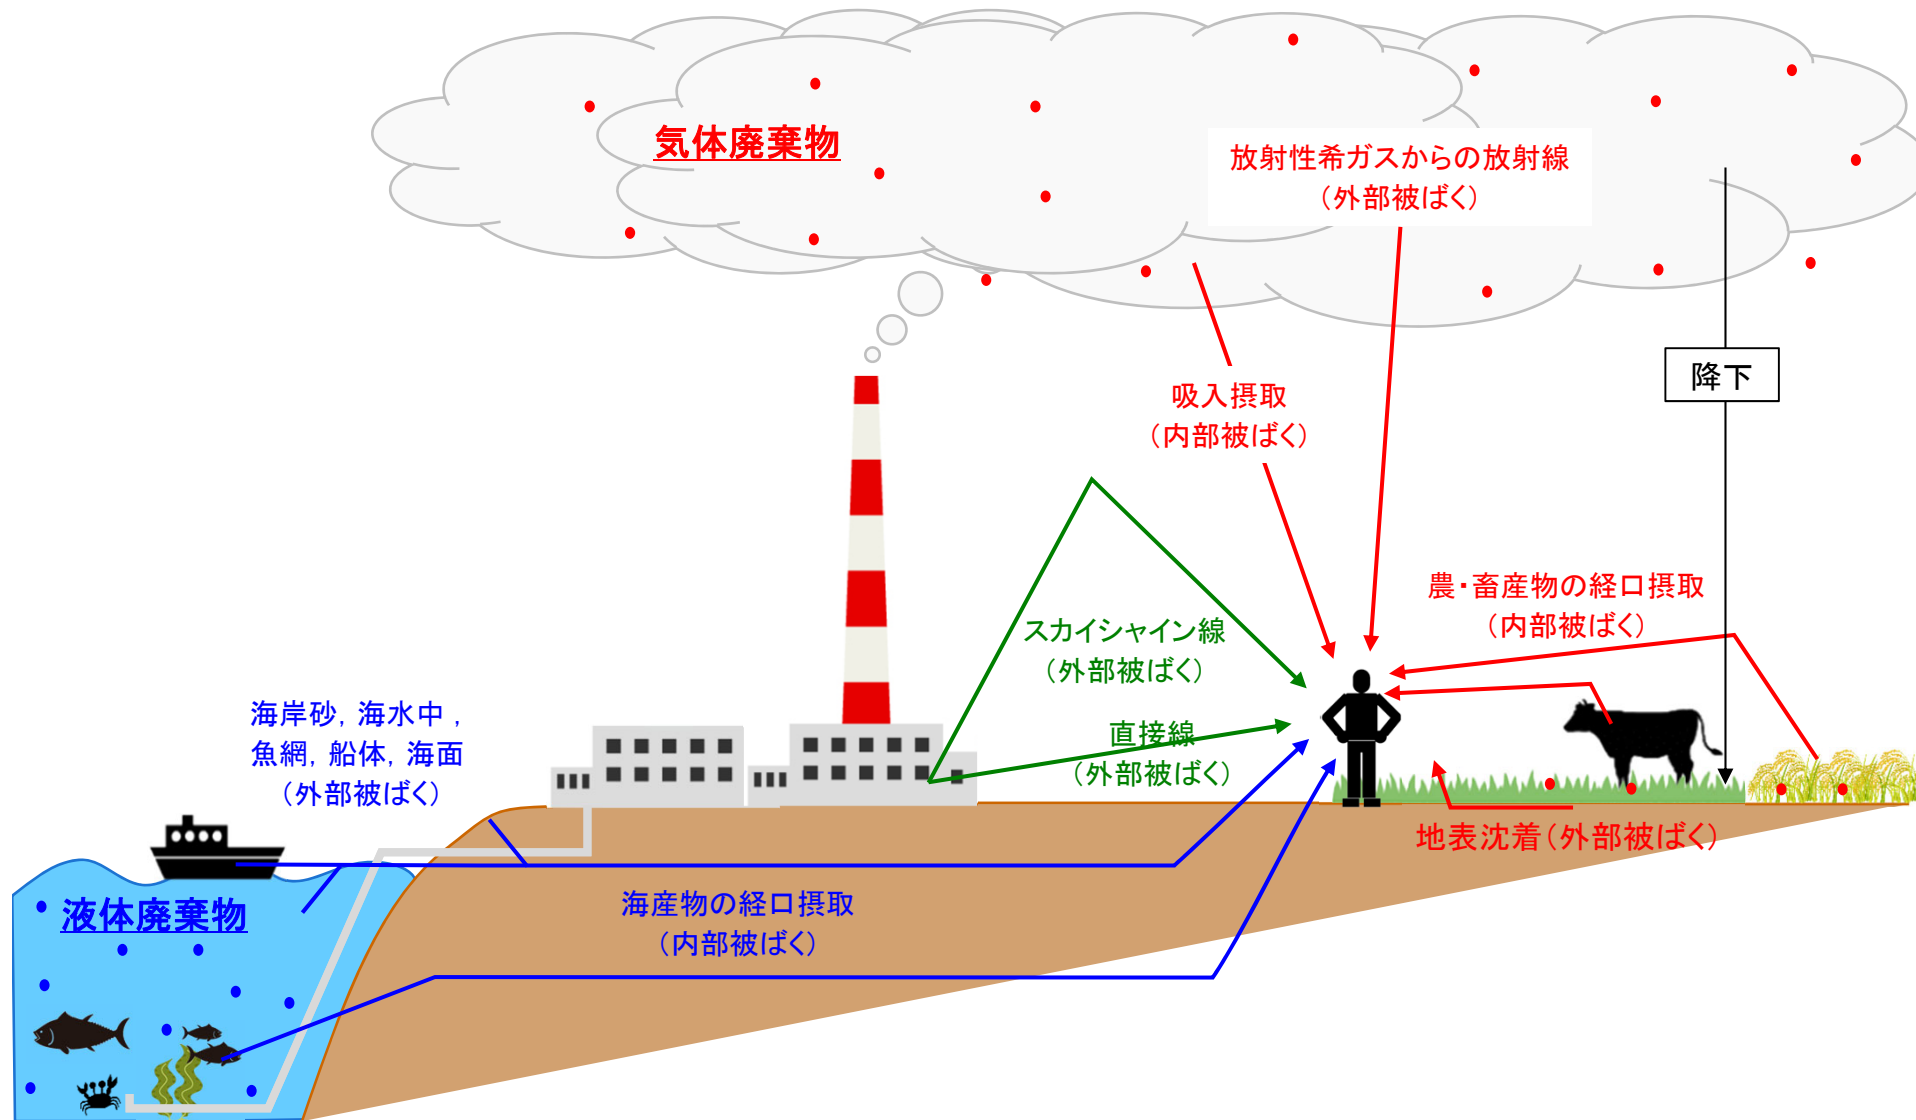 気体廃棄物
放射性希ガスからの放射線
(外部被ばく)
降下
吸入摂取
(内部被ばく)
農・畜産物の経口摂取
(内部被ばく)
スカイシャイン線
(外部被ばく)
直接線
(外部被ばく)
海岸砂, 海水中 ,
魚網, 船体, 海面
(外部被ばく)
地表沈着(外部被ばく)
液体廃棄物
海産物の経口摂取
(内部被ばく)